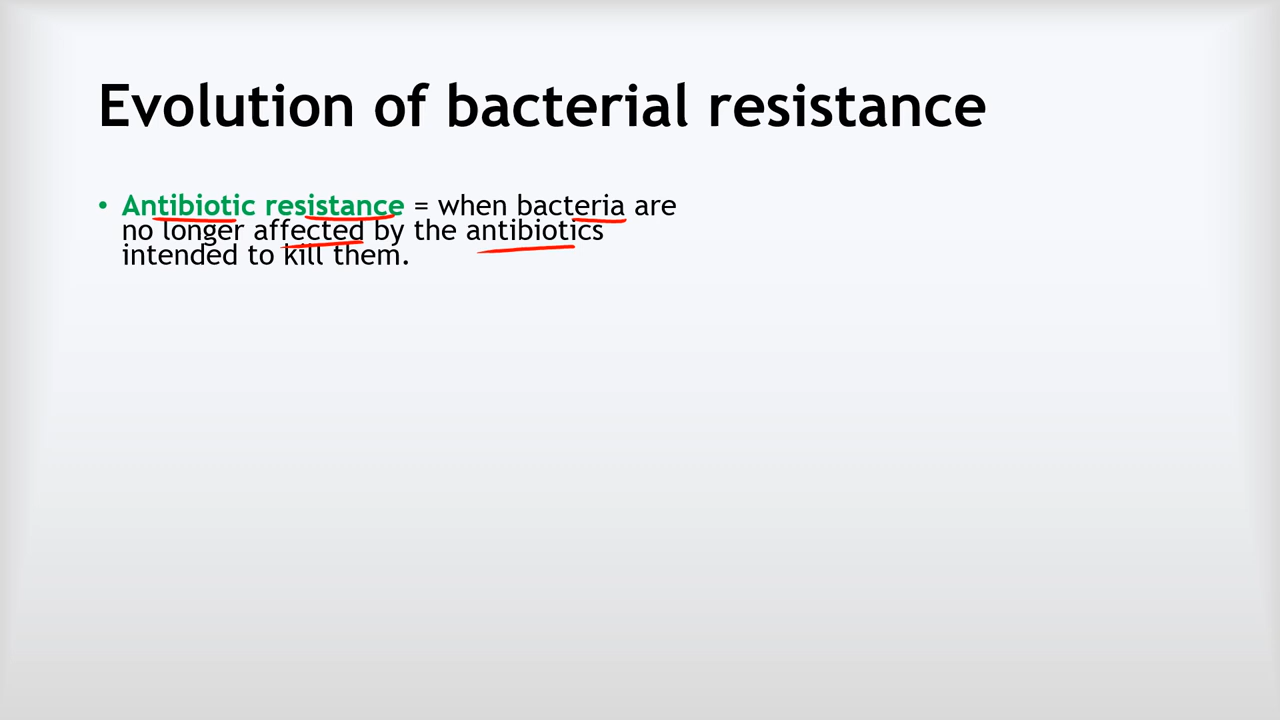 Evolution of bacterial resistance
• Antibiotic resistance = when bacteria are
no longer affected by the antibiotics
intended to kill them.